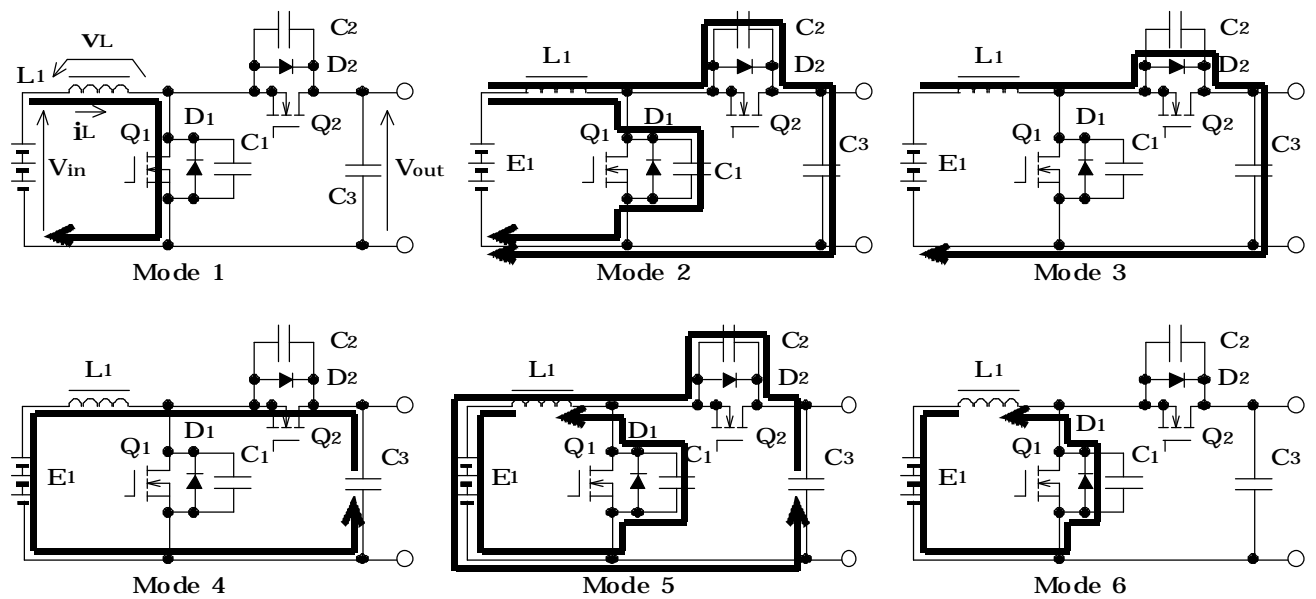 C2
vL
L1
D2
iL
Q1
D1
C1
Q2
Vin
Vout
C3
Mode 1
C2
L1
D2
Q1
D1
Q2
C3
E1
C1
Mode 2
C2
L1
D2
Q1
D1
Q2
C3
E1
C1
Mode 3
C2
L1
D2
Q1
D1
Q2
C1
C3
E1
Mode 4
C2
L1
D2
Q1
D1
Q2
C1
C3
E1
Mode 5
C2
L1
D2
Q1
D1
Q2
C1
C3
E1
Mode 6